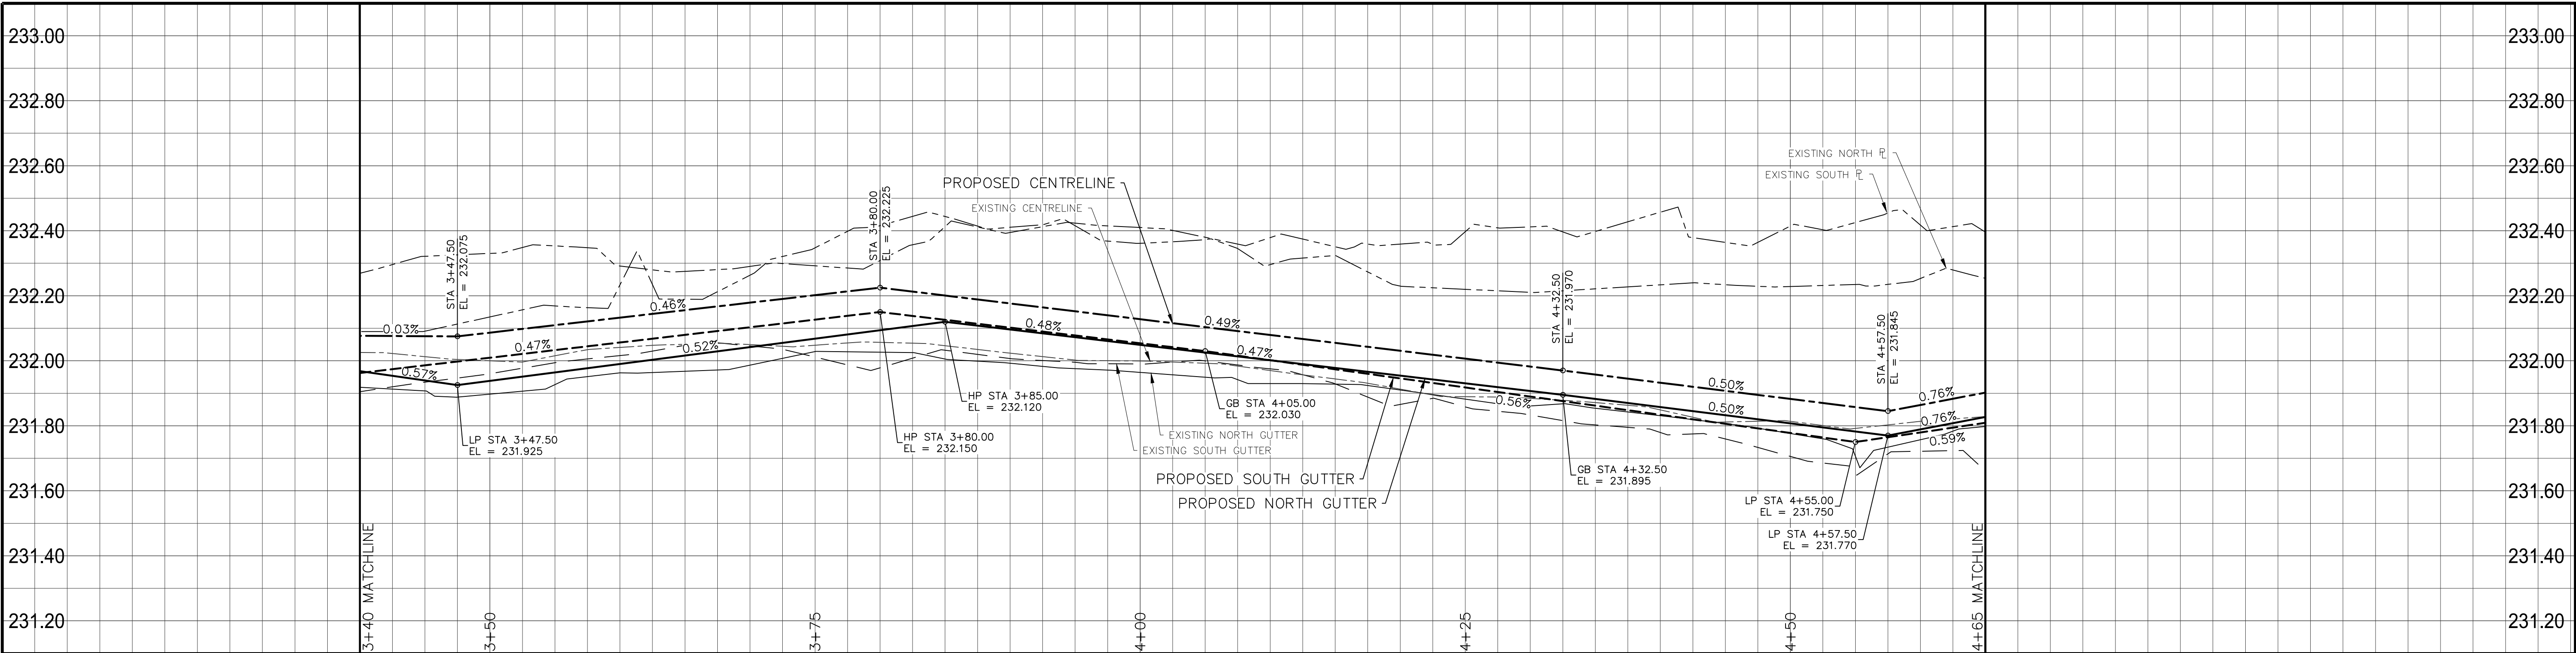 233.00
233.00
232.80
232.80
232.60
232.60
232.40
232.40
232.20
232.20
232.00
232.00
231.80
231.80
231.60
231.60
231.40
231.40
231.20
231.20
EXISTING NORTH PL
EXISTING SOUTH PL
PROPOSED CENTRELINE
EXISTING CENTRELINE
STA 3+47.50
EL = 232.075
STA 3+80.00
EL = 232.225
STA 4+32.50
EL = 231.970
STA 4+57.50
EL = 231.845
0.03%
0.46%
0.49%
0.50%
0.76%
0.47%
0.48%
0.47%
0.52%
0.57%
0.56%
0.50%
0.76%
0.59%
LP STA 3+47.50
EL = 231.925
HP STA 3+80.00
EL = 232.150
HP STA 3+85.00
EL = 232.120
GB STA 4+05.00
EL = 232.030
EXISTING NORTH GUTTER
EXISTING SOUTH GUTTER
PROPOSED SOUTH GUTTER
PROPOSED NORTH GUTTER
GB STA 4+32.50
EL = 231.895
LP STA 4+55.00
EL = 231.750
LP STA 4+57.50
EL = 231.770
3+40 MATCHLINE
3+50
3+75
4+00
4+25
4+50
4+65 MATCHLINE